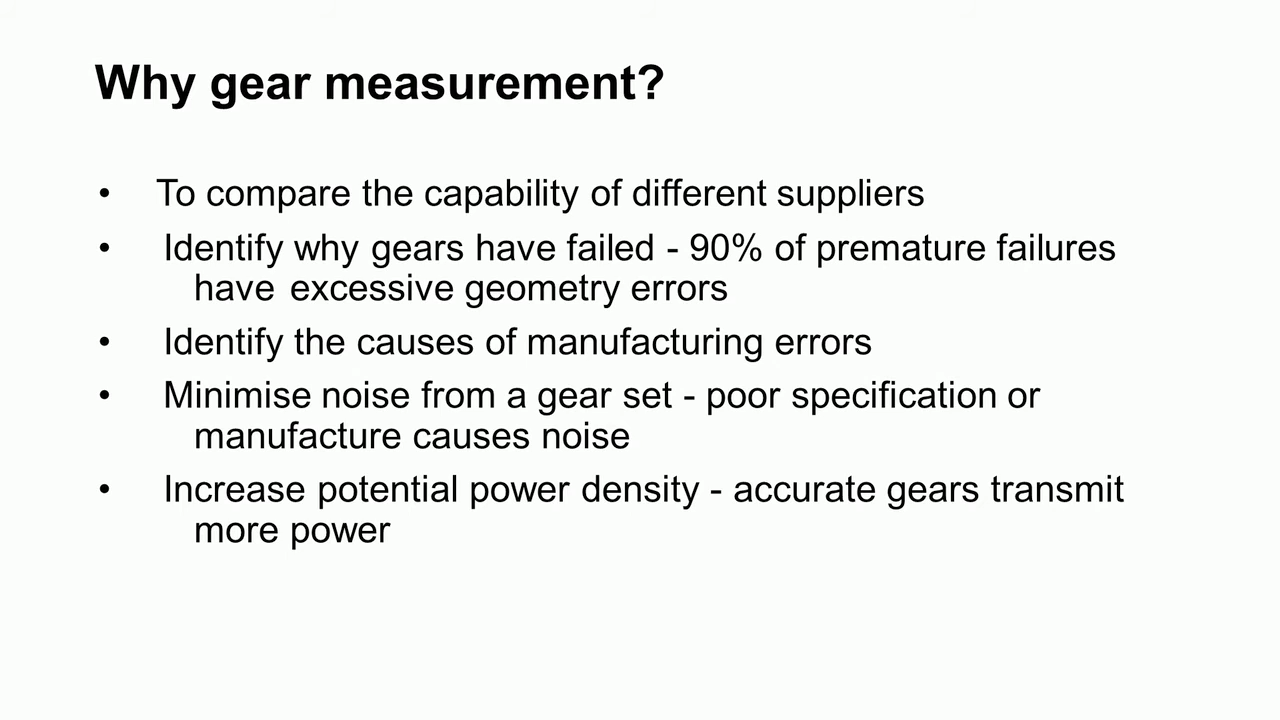 Why gear measurement?
• To compare the capability of different suppliers
• Identify why gears have failed - 90% of premature failures
have excessive geometry errors
• Identify the causes of manufacturing errors
• Minimise noise from a gear set - poor specification or
manufacture causes noise
• Increase potential power density - accurate gears transmit
more power